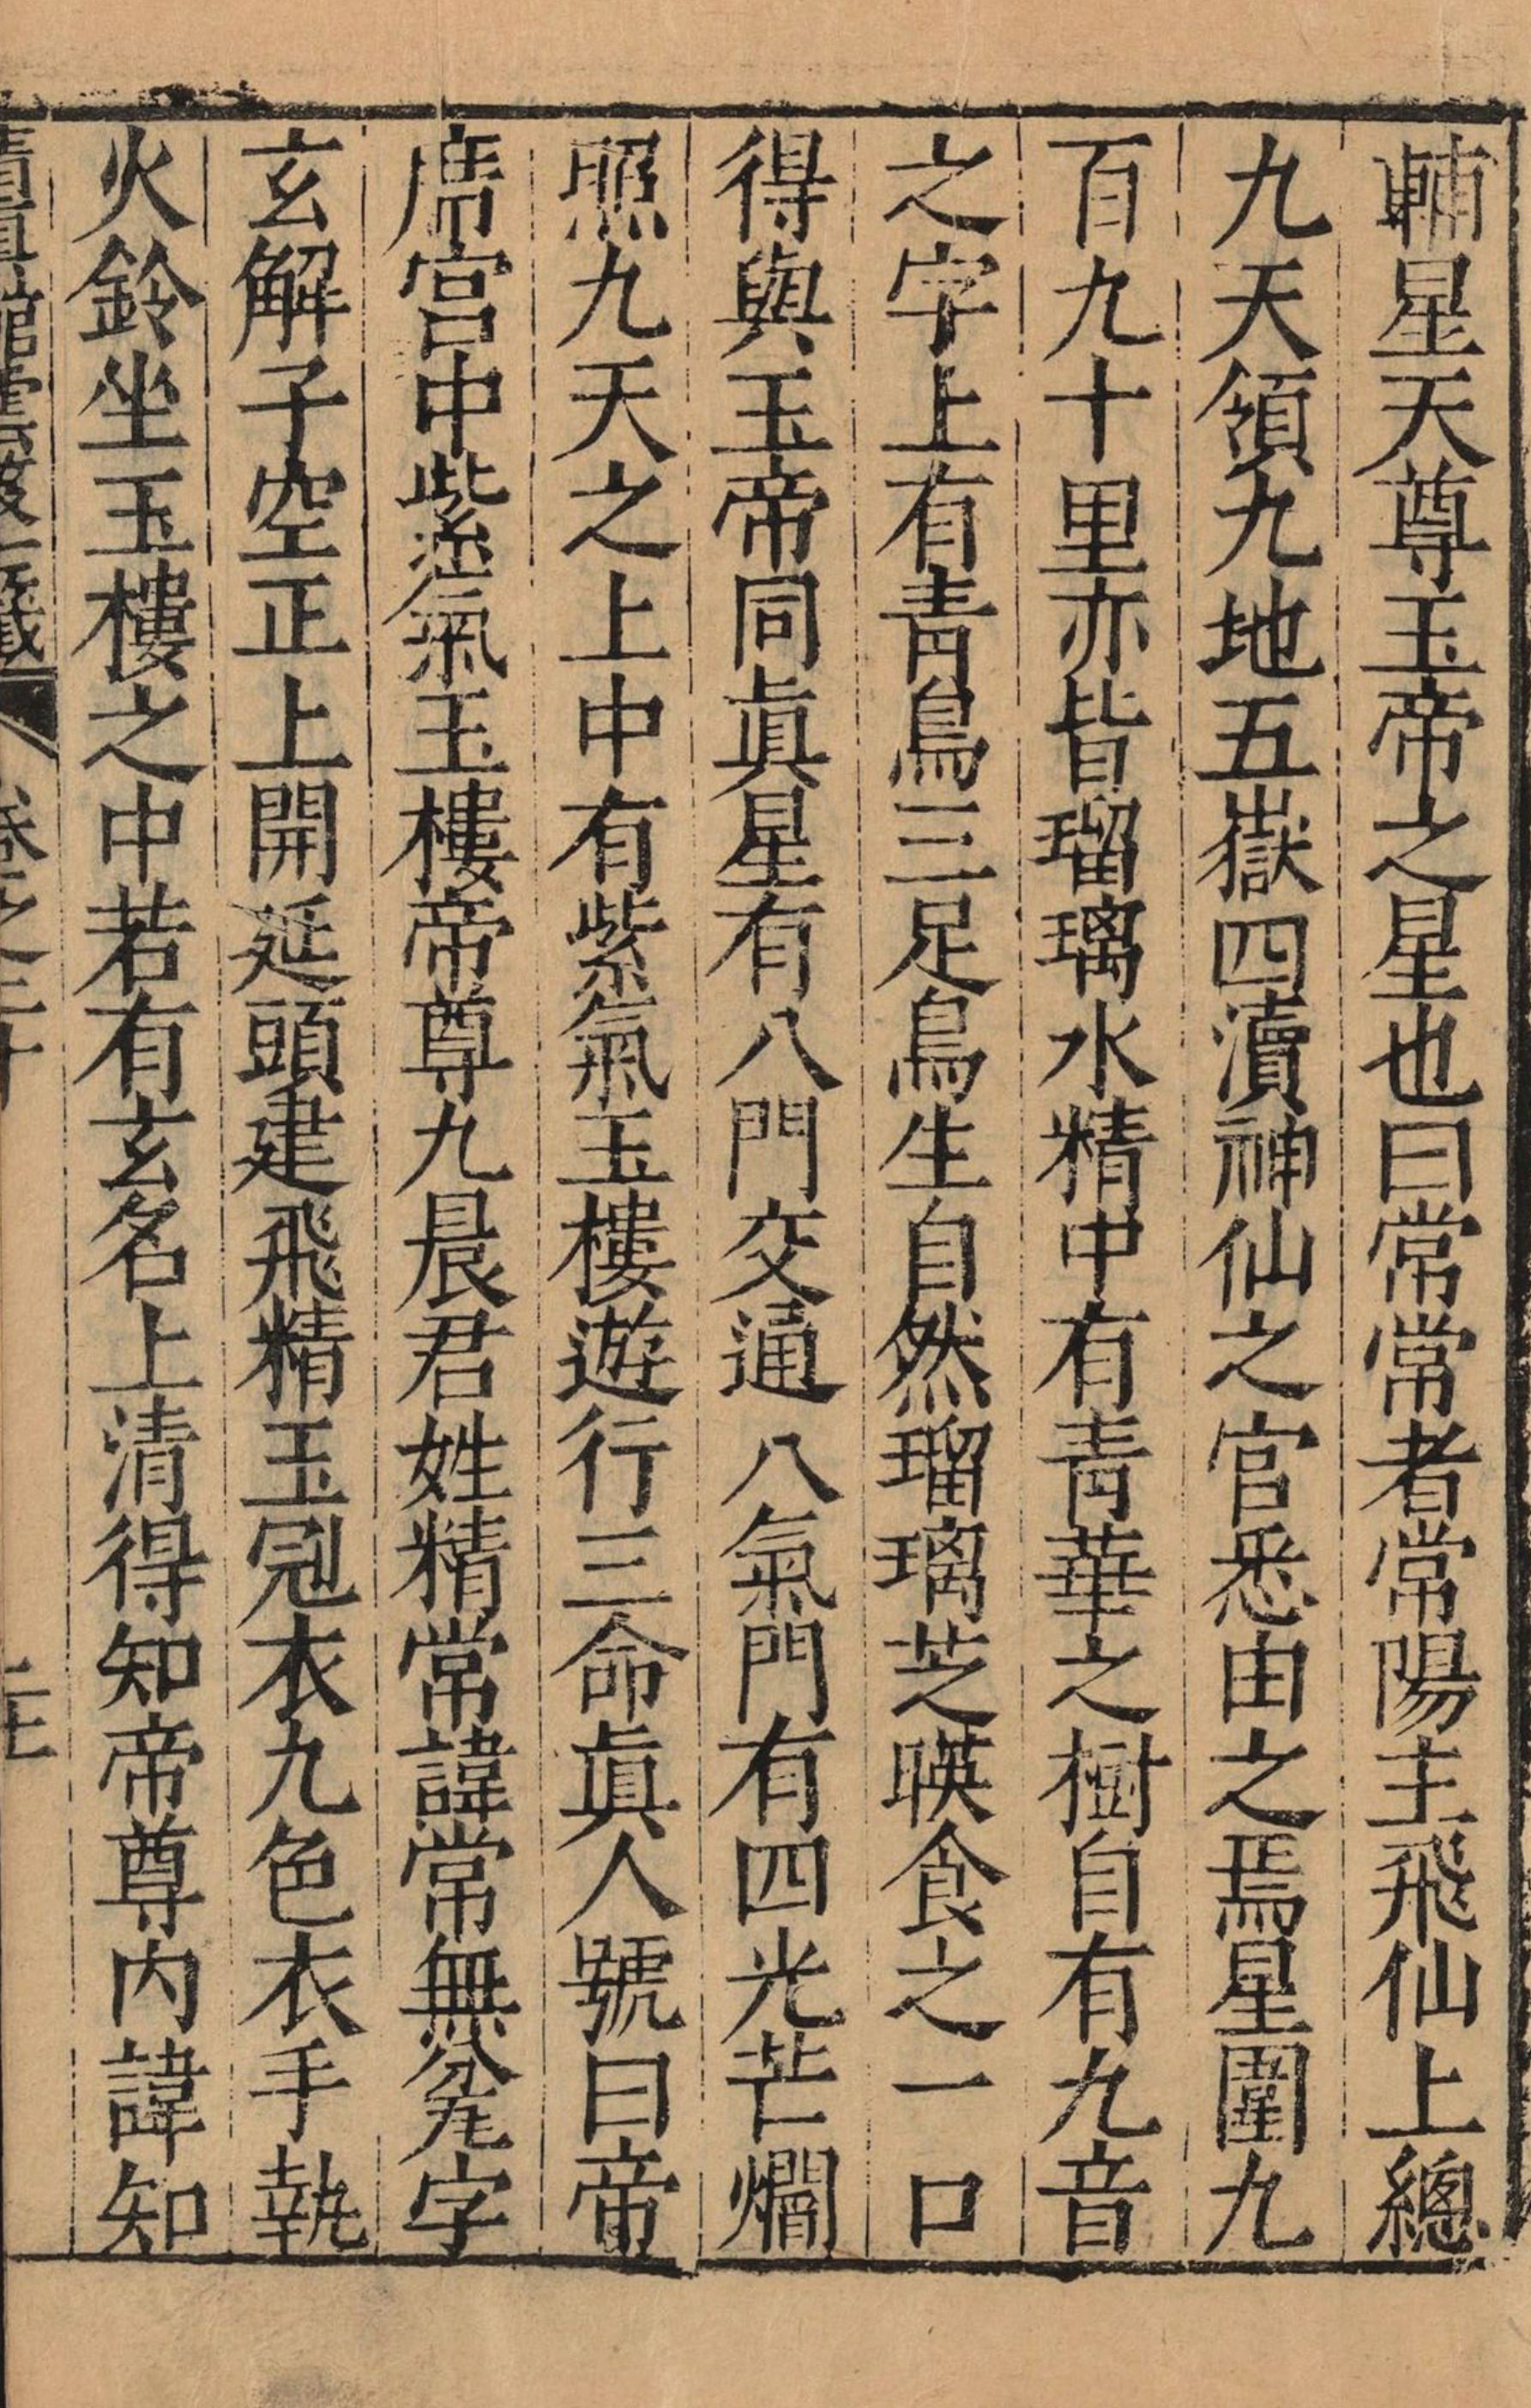 輔星天尊玉帝之星也曰常常者常陽主飛仙上總
九天領九地五嶽四瀆神仙之官悉由之焉星圍九
百九十里亦皆瑠璃水精中有青華之樹自有九音
之字上有青鳥三足鳥生自然瑠璃芝暎食之一口
得與玉帝同眞星有八門交通八氣門有四光芒爛
照九天之上中有紫氣玉樓遊行三命眞人號曰帝
席宮中紫氣玉樓帝尊九晨君姓精常諱常無字
玄解子空正上開延頭建飛精玉冠衣九色衣手執
火鈴坐玉樓之中若有玄名上清得知帝尊內諱知
清真館雲笈七籤 卷之二十